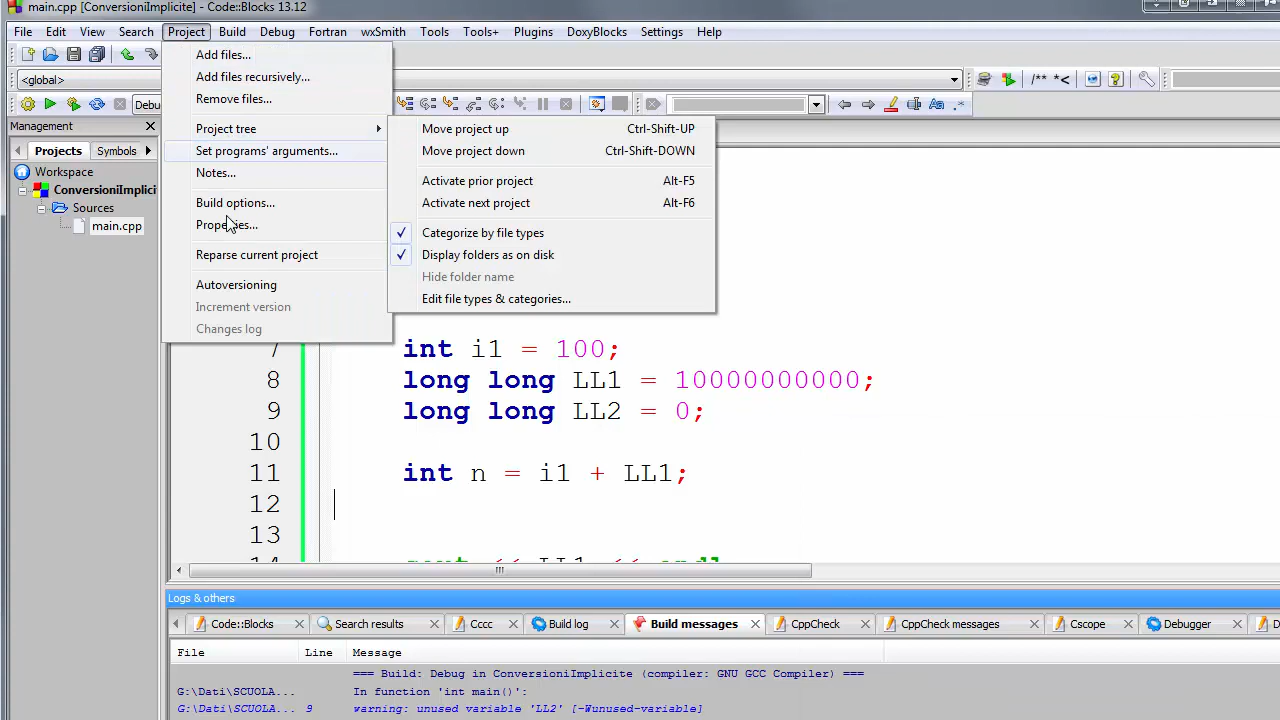 main.cpp [ConversioniImplicite] - Code::Blocks 13.12
File Edit View Search Project Build Debug Fortran wxSmith Tools Tools+ Plugins DoxyBlocks Settings Help
<global>
/** *<
Debu
Management
Projects Symbols
Workspace
ConversioniImplicit
Sources
main.cpp
Add files...
Add files recursively...
Remove files...
Project tree
Set programs' arguments...
Notes...
Build options...
Properties...
Reparse current project
Autoversioning
Increment version
Changes log
Move project up Ctrl-Shift-UP
Move project down Ctrl-Shift-DOWN
Activate prior project Alt-F5
Activate next project Alt-F6
Categorize by file types
Display folders as on disk
Hide folder name
Edit file types & categories...
7 int i1 = 100;
8 long long LL1 = 10000000000;
9 long long LL2 = 0;
10
11 int n = i1 + LL1;
12
13
14 cout << LL1 << endl
Logs & others
Code::Blocks Search results Cccc Build log Build messages CppCheck CppCheck messages Cscope Debugger D
File Line Message
=== Build: Debug in ConversioniImplicite (compiler: GNU GCC Compiler) ===
G:\Dati\SCUOLA... In function 'int main()':
G:\Dati\SCUOLA... 9 warning: unused variable 'LL2' [-Wunused-variable]